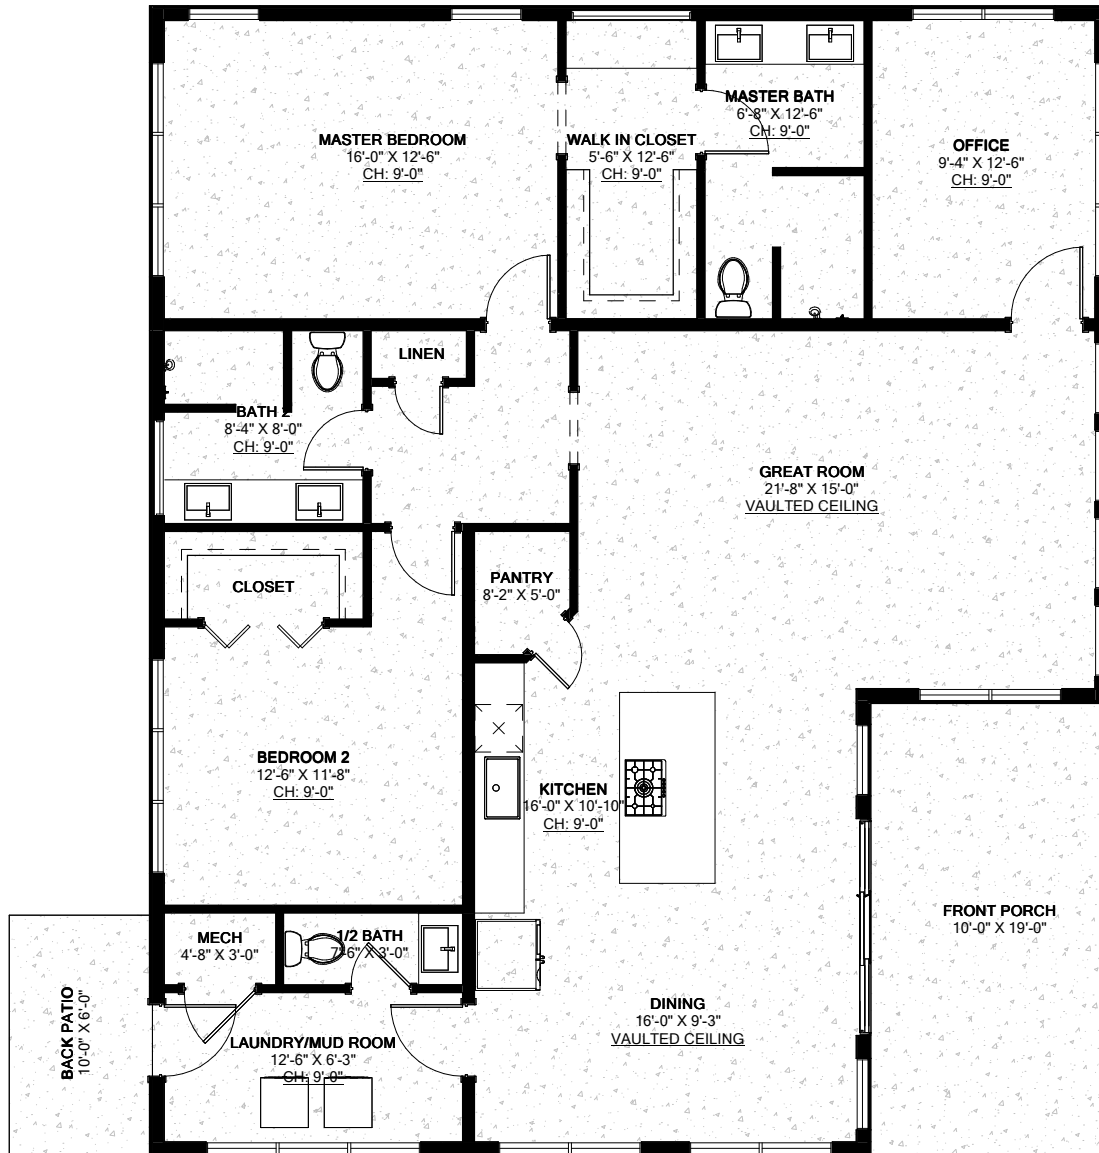 MASTER BEDROOM
16'-0" X 12'-6"
CH: 9'-0"
WALK IN CLOSET
5'-6" X 12'-6"
CH: 9'-0"
MASTER BATH
6'-8" X 12'-6"
CH: 9'-0"
OFFICE
9'-4" X 12'-6"
CH: 9'-0"
LINEN
BATH 2
8'-4" X 8'-0"
CH: 9'-0"
GREAT ROOM
21'-8" X 15'-0"
VAULTED CEILING
CLOSET
PANTRY
8'-2" X 5'-0"
BEDROOM 2
12'-6" X 11'-8"
CH: 9'-0"
KITCHEN
16'-0" X 10'-10"
CH: 9'-0"
FRONT PORCH
10'-0" X 19'-0"
MECH
4'-8" X 3'-0"
1/2 BATH
7'-6" X 3'-0"
DINING
16'-0" X 9'-3"
VAULTED CEILING
BACK PATIO
10'-0" X 6'-0"
LAUNDRY/MUD ROOM
12'-6" X 6'-3"
CH: 9'-0"